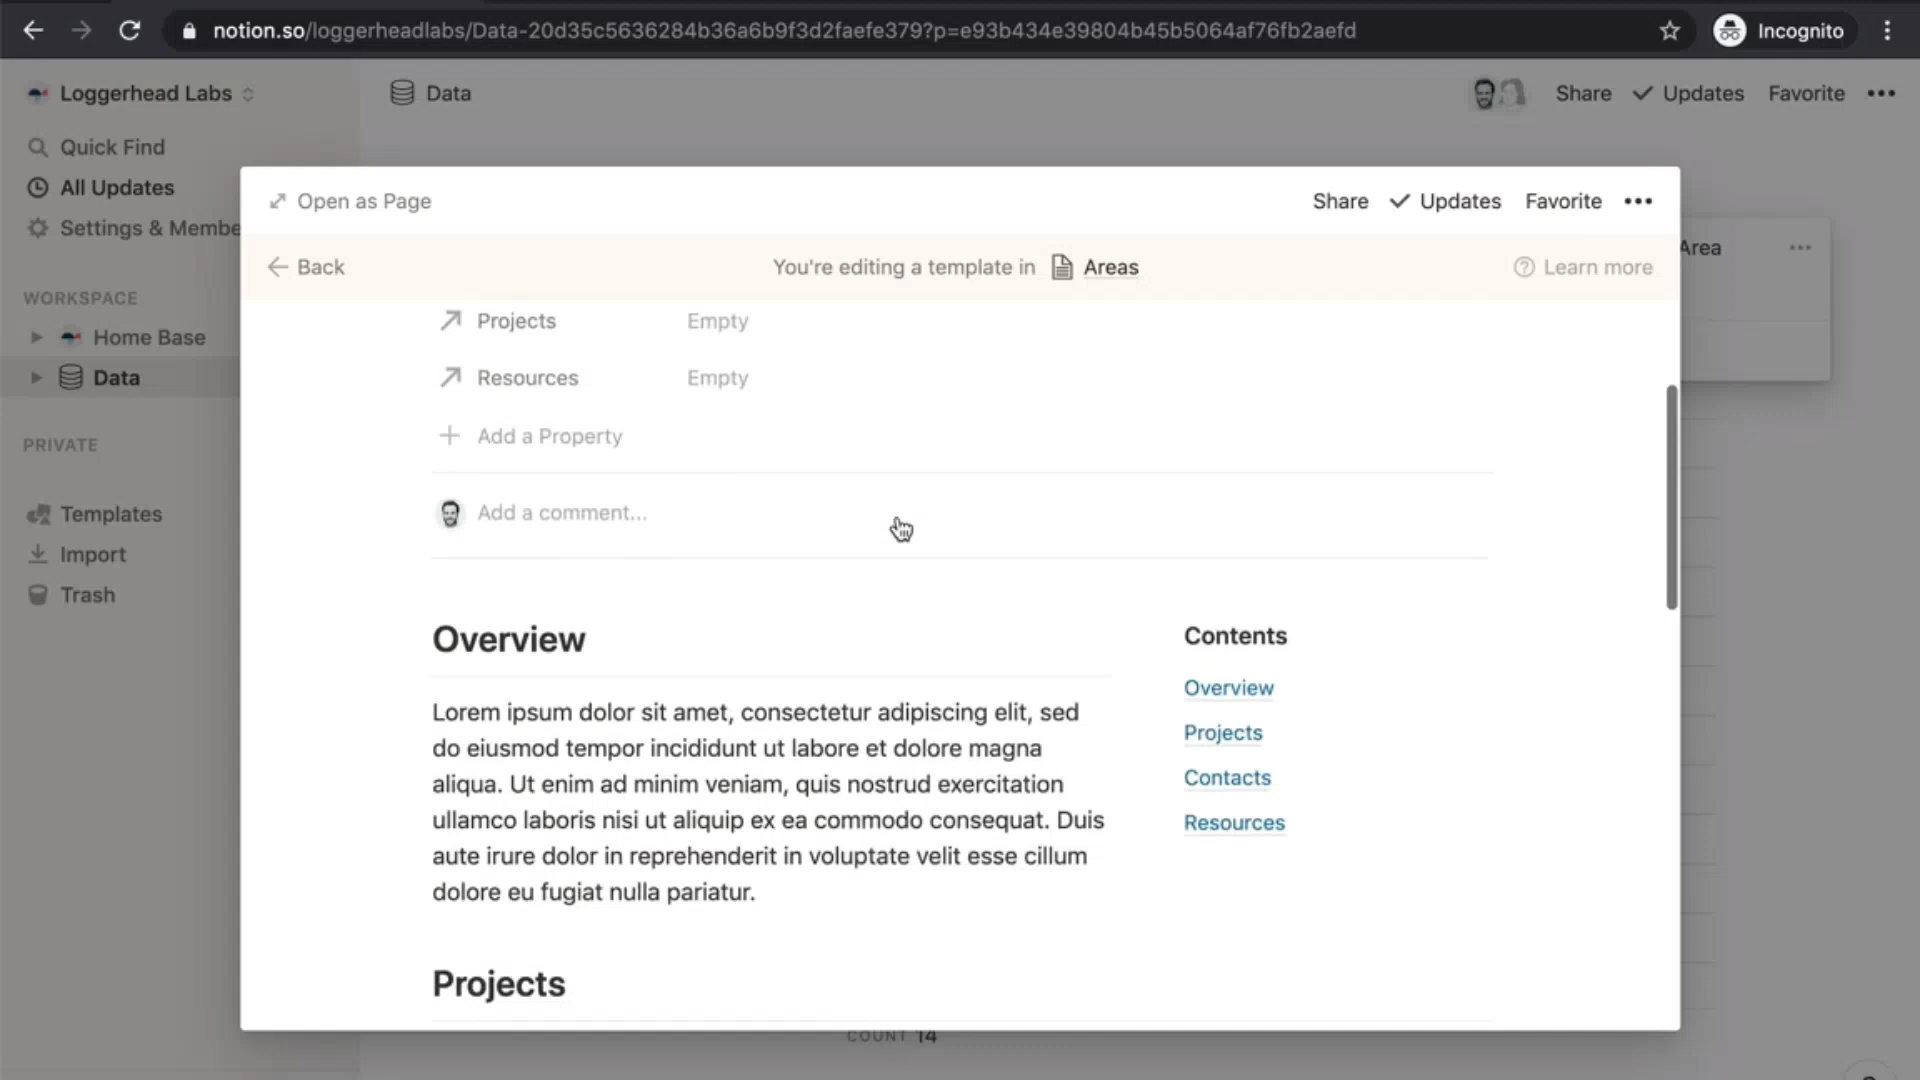 notion.so/loggerheadlabs/Data-20d35c5636284b36a6b9f3d2faefe379?p=e93b434e39804b45b5064af76fb2aefd
Incognito
Loggerhead Labs
Data
Share
Updates
Favorite
Quick Find
All Updates
Settings & Membe
WORKSPACE
Home Base
Data
PRIVATE
Templates
Import
Trash
Open as Page
Share
Updates
Favorite
Back
You're editing a template in Areas
Learn more
Area
Projects Empty
Resources Empty
Add a Property
Add a comment...
Overview
Lorem ipsum dolor sit amet, consectetur adipiscing elit, sed
do eiusmod tempor incididunt ut labore et dolore magna
aliqua. Ut enim ad minim veniam, quis nostrud exercitation
ullamco laboris nisi ut aliquip ex ea commodo consequat. Duis
aute irure dolor in reprehenderit in voluptate velit esse cillum
dolore eu fugiat nulla pariatur.
Contents
Overview
Projects
Contacts
Resources
Projects
COUNT 14